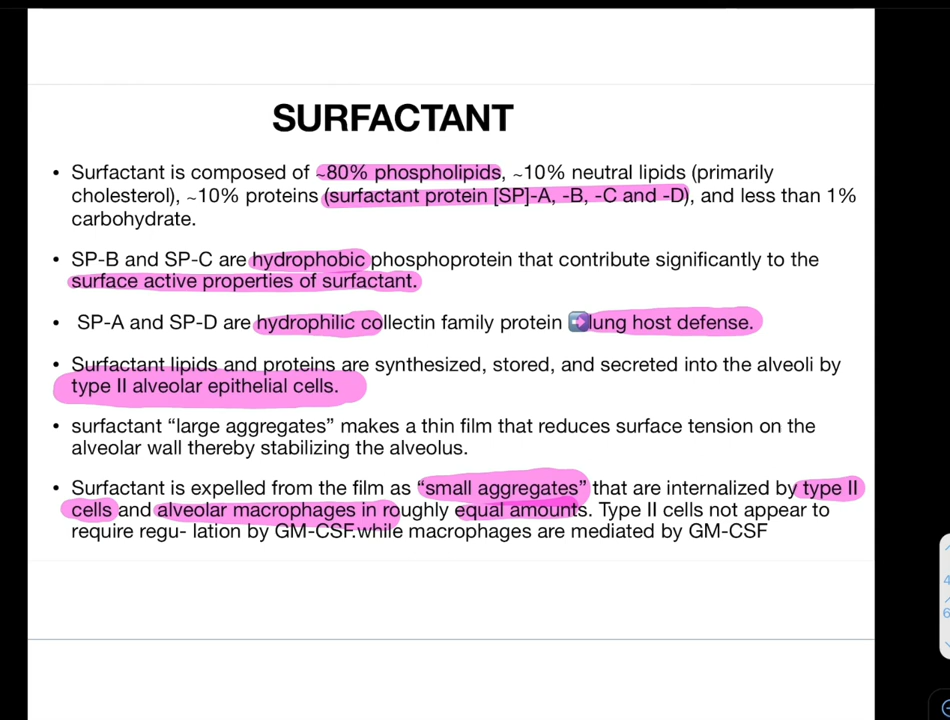 SURFACTANT
• Surfactant is composed of ~80% phospholipids, ~10% neutral lipids (primarily
cholesterol), ~10% proteins (surfactant protein [SP]-A, -B, -C and -D), and less than 1%
carbohydrate.
• SP-B and SP-C are hydrophobic phosphoprotein that contribute significantly to the
surface active properties of surfactant.
• SP-A and SP-D are hydrophilic collectin family protein ➡️lung host defense.
• Surfactant lipids and proteins are synthesized, stored, and secreted into the alveoli by
type II alveolar epithelial cells.
• surfactant “large aggregates” makes a thin film that reduces surface tension on the
alveolar wall thereby stabilizing the alveolus.
• Surfactant is expelled from the film as “small aggregates” that are internalized by type II
cells and alveolar macrophages in roughly equal amounts. Type II cells not appear to
require regu- lation by GM-CSF.while macrophages are mediated by GM-CSF
4
6